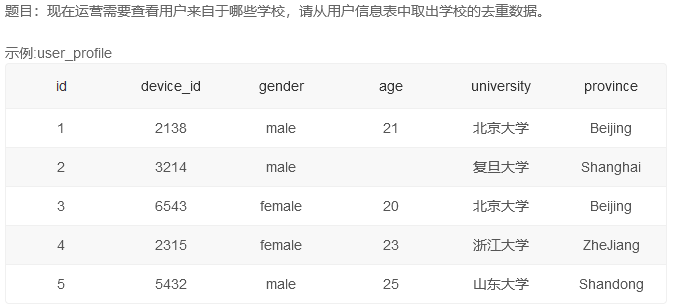 题目：现在运营需要查看用户来自于哪些学校，请从用户信息表中取出学校的去重数据。
示例:user_profile
id device_id gender age university province
1 2138 male 21 北京大学 Beijing
2 3214 male 复旦大学 Shanghai
3 6543 female 20 北京大学 Beijing
4 2315 female 23 浙江大学 ZheJiang
5 5432 male 25 山东大学 Shandong